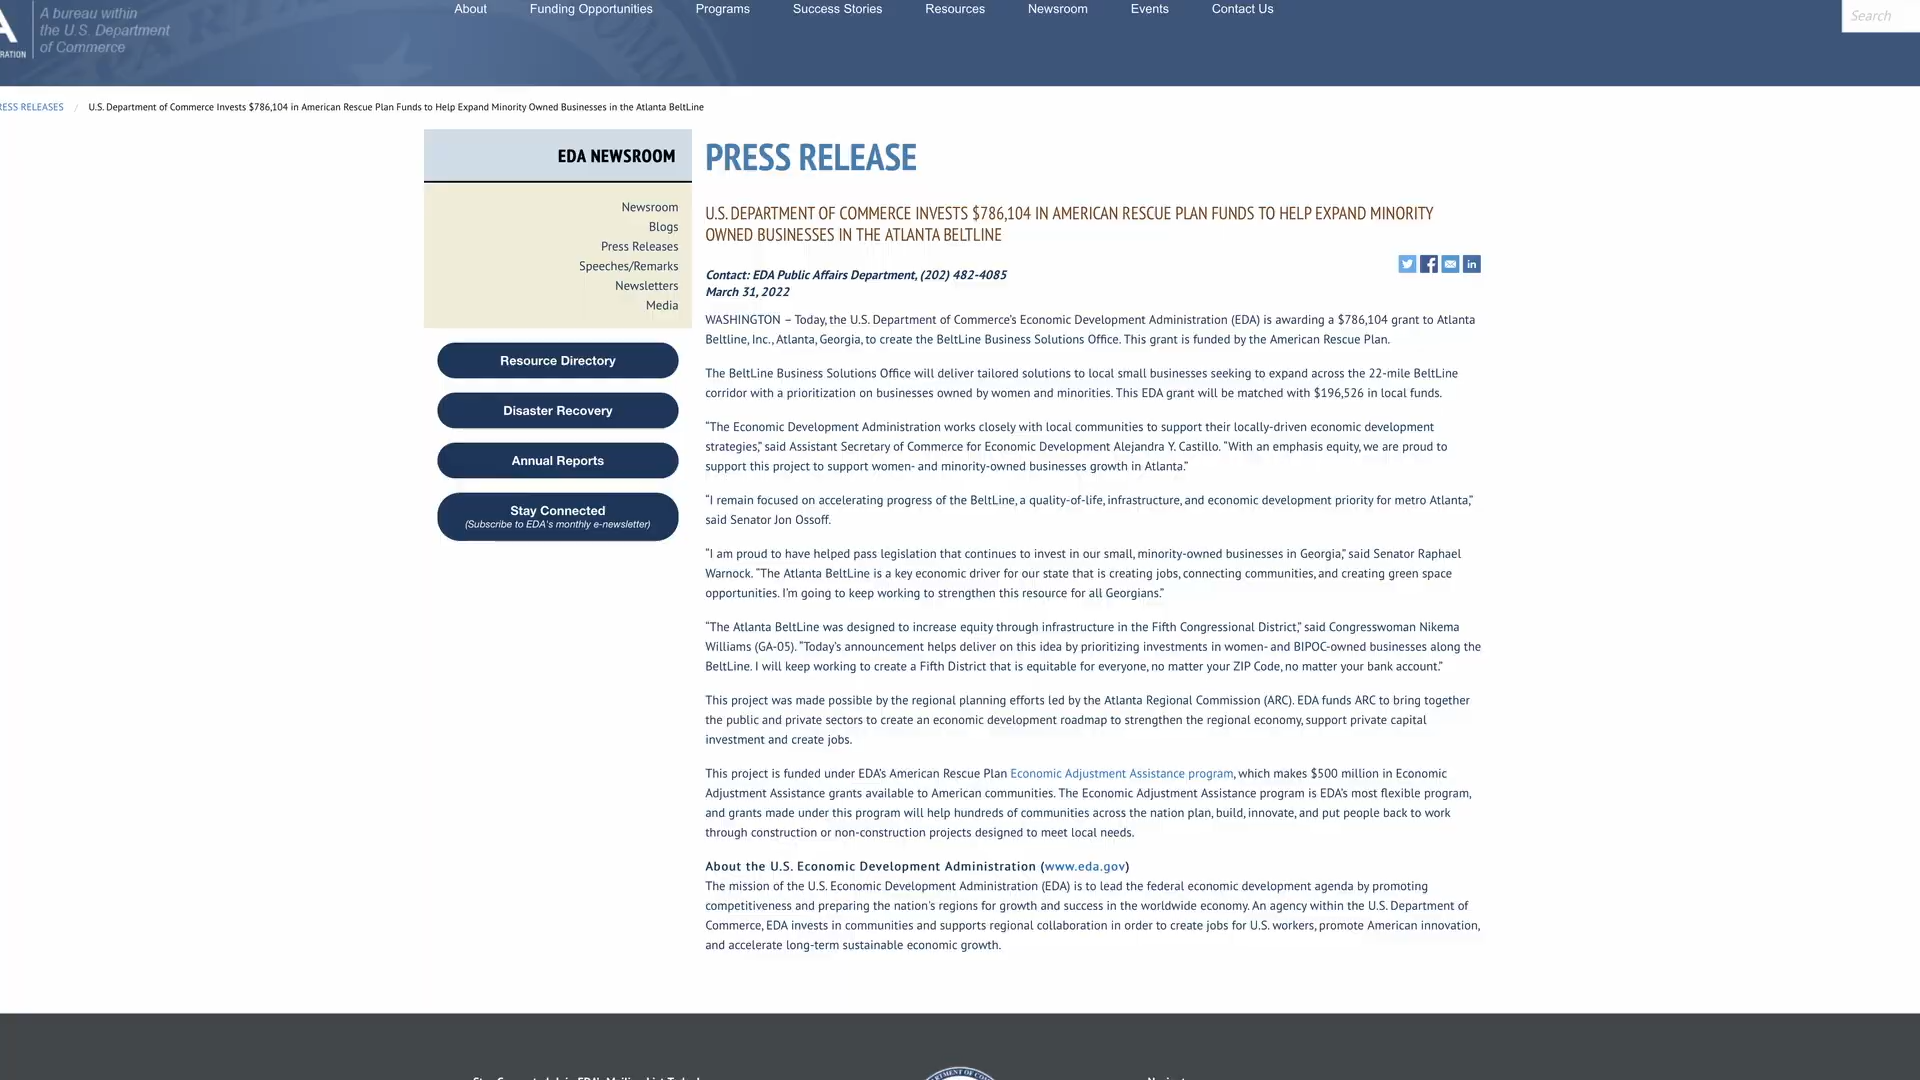 A bureau within
the U.S. Department
of Commerce
About
Funding Opportunities
Programs
Success Stories
Resources
Newsroom
Events
Contact Us
Search
U.S. Department of Commerce Invests $786,104 in American Rescue Plan Funds to Help Expand Minority Owned Businesses in the Atlanta BeltLine
EDA NEWSROOM
Newsroom
Blogs
Press Releases
Speeches/Remarks
Newsletters
Media
Resource Directory
Disaster Recovery
Annual Reports
Stay Connected
(Subscribe to EDA's monthly e-newsletter)
PRESS RELEASE
U.S. DEPARTMENT OF COMMERCE INVESTS $786,104 IN AMERICAN RESCUE PLAN FUNDS TO HELP EXPAND MINORITY
OWNED BUSINESSES IN THE ATLANTA BELTLINE
Contact: EDA Public Affairs Department, (202) 482-4085
March 31, 2022
WASHINGTON – Today, the U.S. Department of Commerce's Economic Development Administration (EDA) is awarding a $786,104 grant to Atlanta
Beltline, Inc., Atlanta, Georgia, to create the BeltLine Business Solutions Office. This grant is funded by the American Rescue Plan.
The BeltLine Business Solutions Office will deliver tailored solutions to local small businesses seeking to expand across the 22-mile BeltLine
corridor with a prioritization on businesses owned by women and minorities. This EDA grant will be matched with $196,526 in local funds.
“The Economic Development Administration works closely with local communities to support their locally-driven economic development
strategies,” said Assistant Secretary of Commerce for Economic Development Alejandra Y. Castillo. “With an emphasis equity, we are proud to
support this project to support women- and minority-owned businesses growth in Atlanta.”
“I remain focused on accelerating progress of the BeltLine, a quality-of-life, infrastructure, and economic development priority for metro Atlanta,”
said Senator Jon Ossoff.
“I am proud to have helped pass legislation that continues to invest in our small, minority-owned businesses in Georgia,” said Senator Raphael
Warnock. “The Atlanta BeltLine is a key economic driver for our state that is creating jobs, connecting communities, and creating green space
opportunities. I'm going to keep working to strengthen this resource for all Georgians.”
“The Atlanta BeltLine was designed to increase equity through infrastructure in the Fifth Congressional District,” said Congresswoman Nikema
Williams (GA-05). “Today's announcement helps deliver on this idea by prioritizing investments in women- and BIPOC-owned businesses along the
BeltLine. I will keep working to create a Fifth District that is equitable for everyone, no matter your ZIP Code, no matter your bank account.”
This project was made possible by the regional planning efforts led by the Atlanta Regional Commission (ARC). EDA funds ARC to bring together
the public and private sectors to create an economic development roadmap to strengthen the regional economy, support private capital
investment and create jobs.
This project is funded under EDA's American Rescue Plan Economic Adjustment Assistance program, which makes $500 million in Economic
Adjustment Assistance grants available to American communities. The Economic Adjustment Assistance program is EDA's most flexible program,
and grants made under this program will help hundreds of communities across the nation plan, build, innovate, and put people back to work
through construction or non-construction projects designed to meet local needs.
About the U.S. Economic Development Administration (www.eda.gov)
The mission of the U.S. Economic Development Administration (EDA) is to lead the federal economic development agenda by promoting
competitiveness and preparing the nation's regions for growth and success in the worldwide economy. An agency within the U.S. Department of
Commerce, EDA invests in communities and supports regional collaboration in order to create jobs for U.S. workers, promote American innovation,
and accelerate long-term sustainable economic growth.